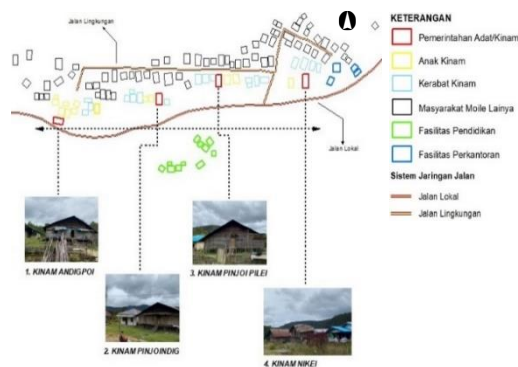 Jalan Lingkungan
KETERANGAN
Pemerintahan Adat/Kinam
Anak Kinam
Kerabat Kinam
Masyarakat Moile Lainya
Fasilitas Pendidikan
Fasilitas Perkantoran
Sistem Jaringan Jalan
Jalan Lokal
Jalan Lingkungan
Jalan Lokal
1. KINAM ANDIGPOI
2. KINAM PINJOINDIG
3. KINAM PINJOI PILEI
4. KINAM NIKEI